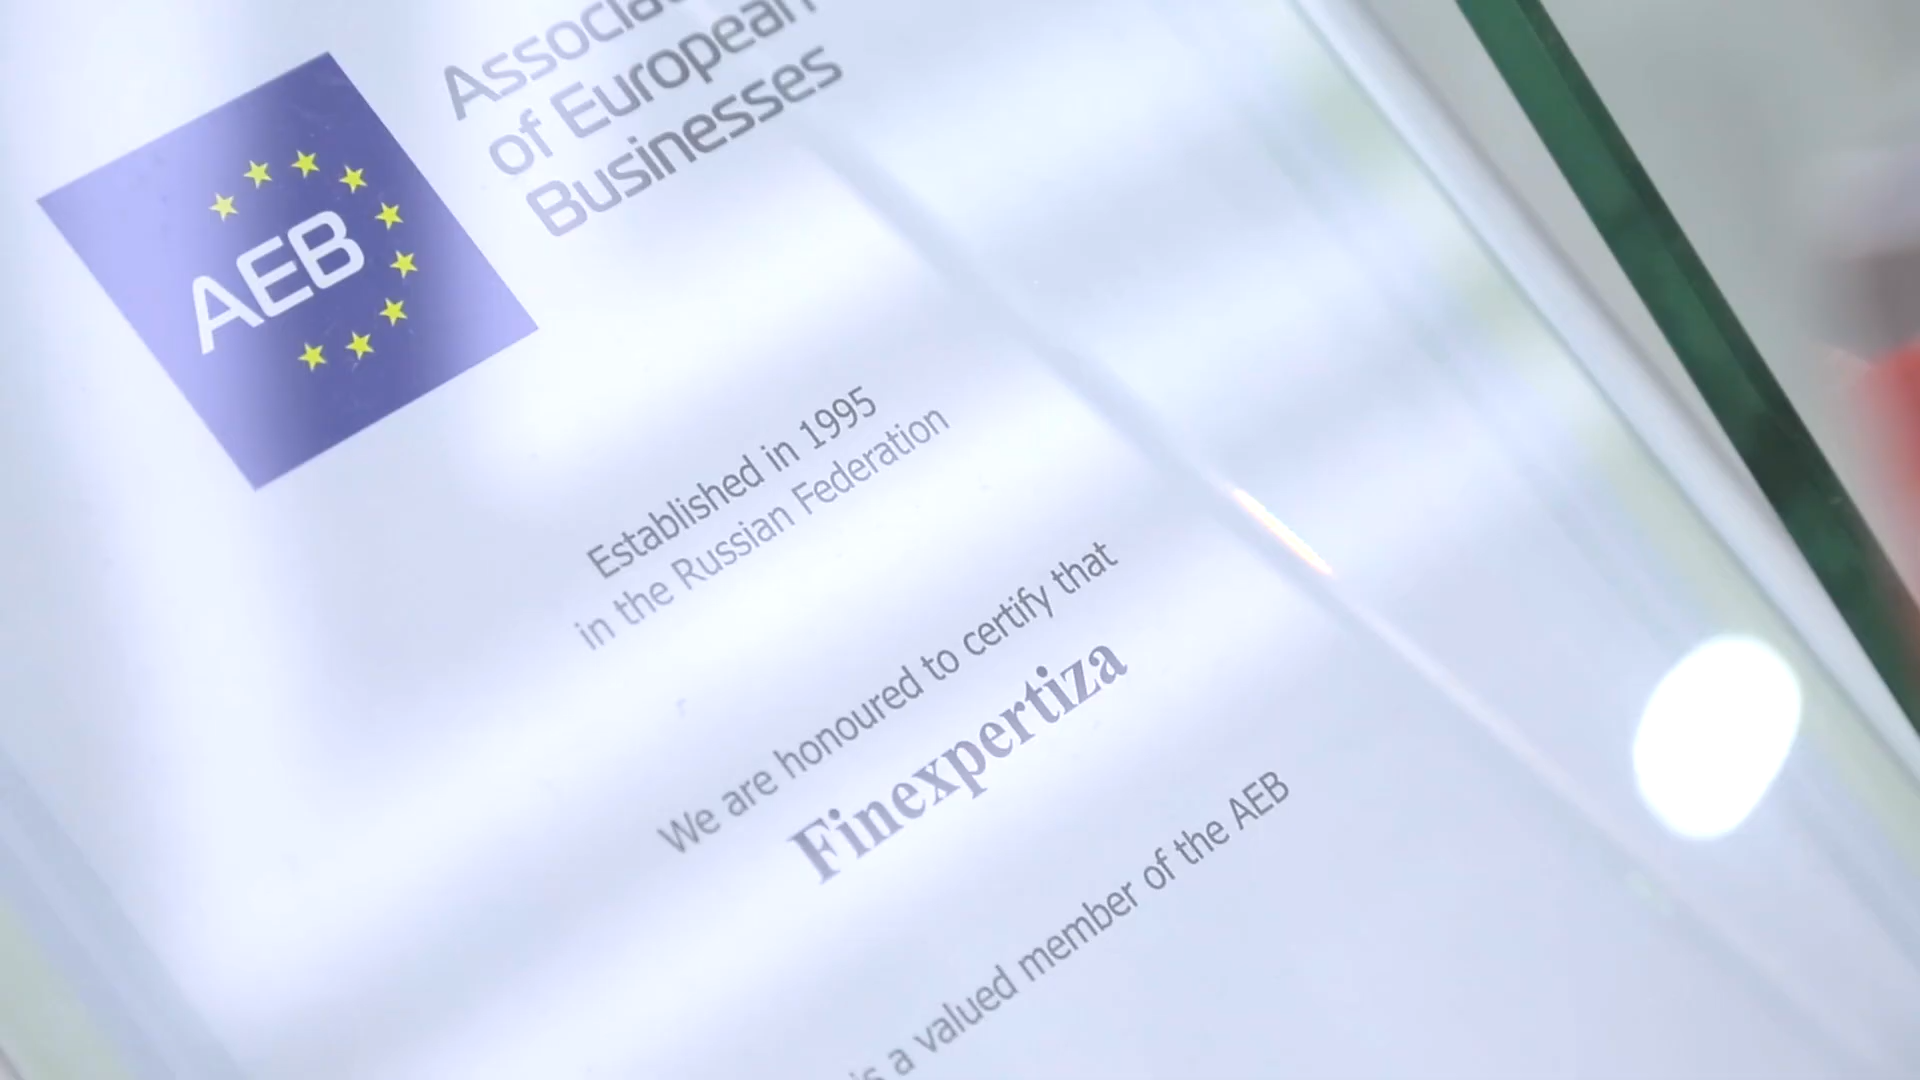 AEB
of European
Businesses
Established in 1995
in the Russian Federation
We are honoured to certify that
Finexpertiza
is a valued member of the AEB